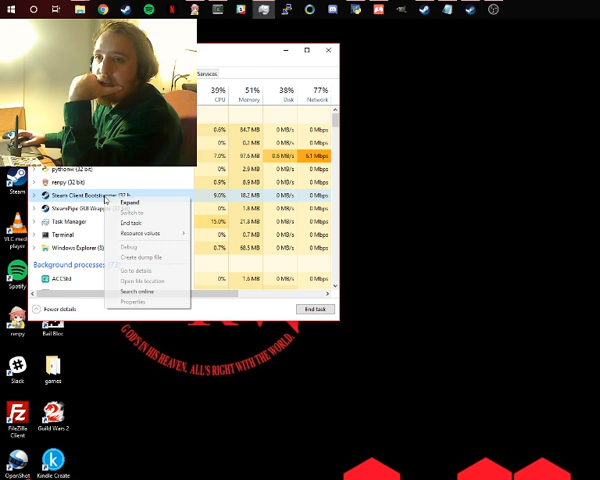 Services
39% 51% 38% 77%
CPU Memory Disk Network
0.6% 84.7 MB 0 MB/s 0 Mbps
0% 0.2 MB 0 MB/s 0 Mbps
7.0% 97.8 MB 0.6 MB/s 6.1 Mbps
pythonw (32 bit) 0% 2.9 MB 0 MB/s 0 Mbps
renpy (32 bit) 0.9% 8.9 MB 0 MB/s 0 Mbps
Steam Client Bootstrapper (32 b... 9.0% 18.2 MB 0 MB/s 0 Mbps
SteamPipe GUI 0% 1.8 MB 0 MB/s 0 Mbps
Task Manager 15.0% 0 MB/s 0 Mbps
Terminal 0% 0.7 MB 0 MB/s 0 Mbps
Windows Explorer (5) 0.7% 68.5 MB 0 MB/s 0 Mbps
Background processes
ACCStd 0% 1.6 MB 0 MB/s 0 Mbps
Expand
Switch to
End task
Resource values
Debug
Create dump file
Go to details
Open file location
Search online
Properties
Fewer details
End task
Steam
VLC media
player
Spotify
renpy
Bail Bloc
Slack
games
FileZilla
Client
Guild Wars 2
OpenShot
Kindle Create
GOD'S IN HIS HEAVEN. ALL'S RIGHT WITH THE WORLD.